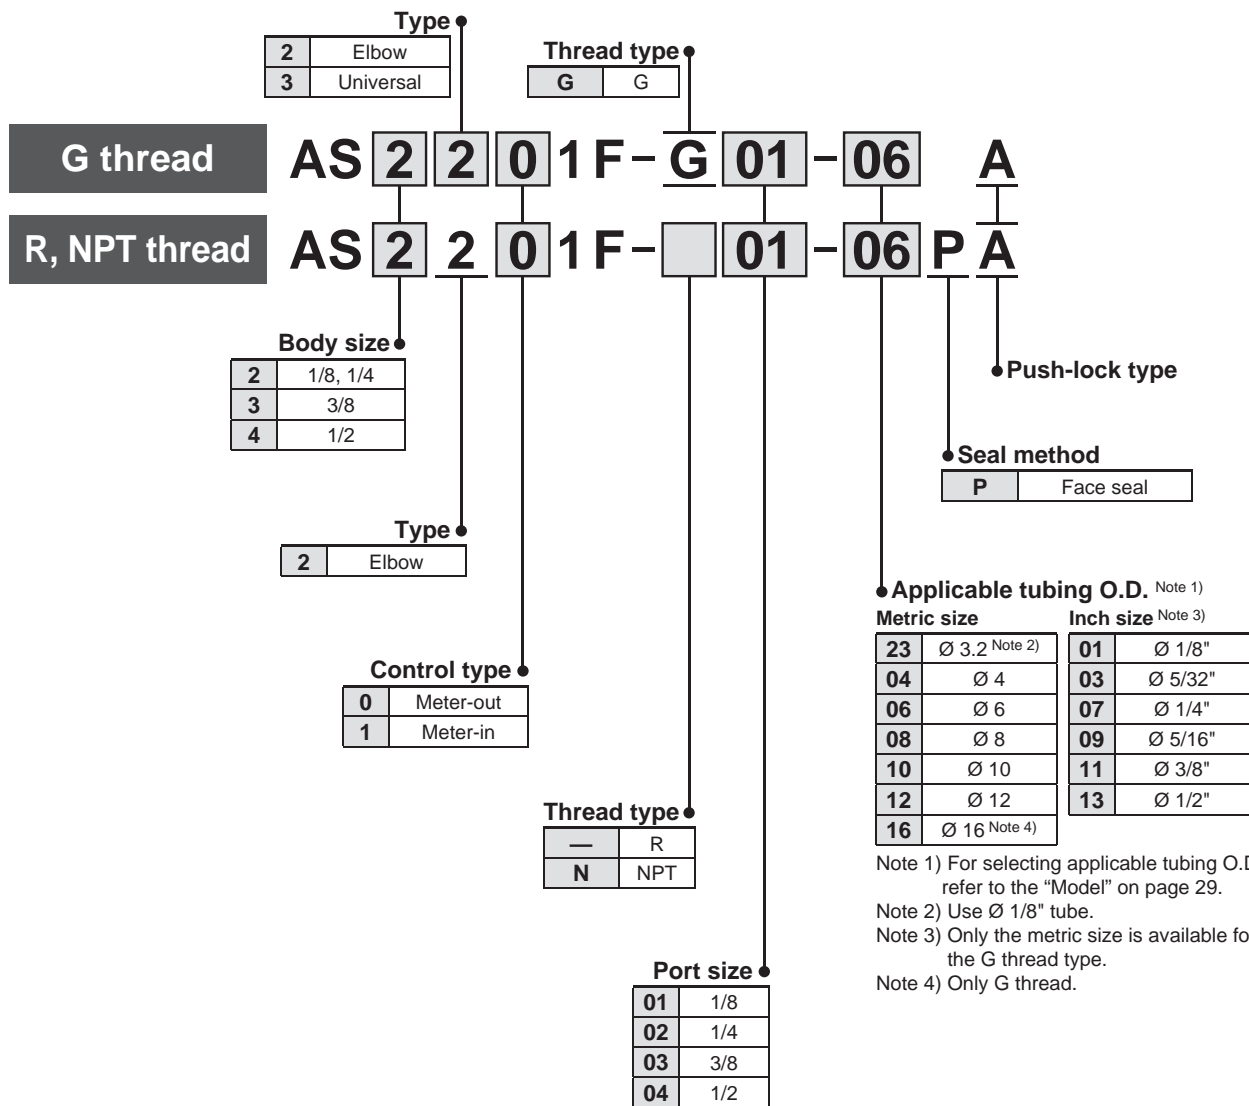 Type
2 Elbow
3 Universal
Thread type
G G
G thread AS 2 2 0 1 F - G 01 - 06 A
R, NPT thread AS 2 2 0 1 F - 01 - 06 P A
Body size
2 1/8, 1/4
3 3/8
4 1/2
Push-lock type
Seal method
P Face seal
Type
2 Elbow
Applicable tubing O.D. Note 1)
Metric size Inch size Note 3)
23 Ø 3.2 Note 2) 01 Ø 1/8"
04 Ø 4 03 Ø 5/32"
06 Ø 6 07 Ø 1/4"
08 Ø 8 09 Ø 5/16"
10 Ø 10 11 Ø 3/8"
12 Ø 12 13 Ø 1/2"
16 Ø 16 Note 4)
Control type
0 Meter-out
1 Meter-in
Thread type
— R
N NPT
Note 1) For selecting applicable tubing
refer to the “Model” on page 29.
Note 2) Use Ø 1/8" tube.
Note 3) Only the metric size is available
the G thread type.
Note 4) Only G thread.
Port size
01 1/8
02 1/4
03 3/8
04 1/2